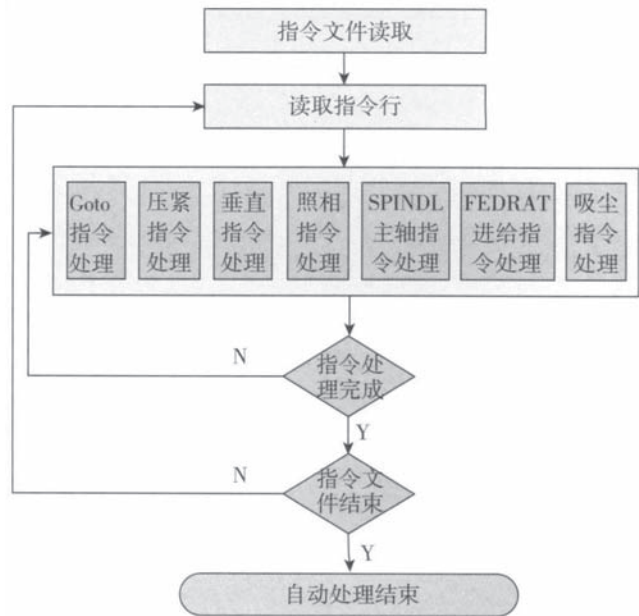 指令文件读取
读取指令行
Goto
指令
处理
压紧
指令
处理
垂直
指令
处理
照相
指令
处理
SPINDL
主轴指
令处理
FEDRAT
进给指
令处理
吸尘
指令
处理
N
指令处
理完成
Y
N
指令文
件结束
Y
自动处理结束